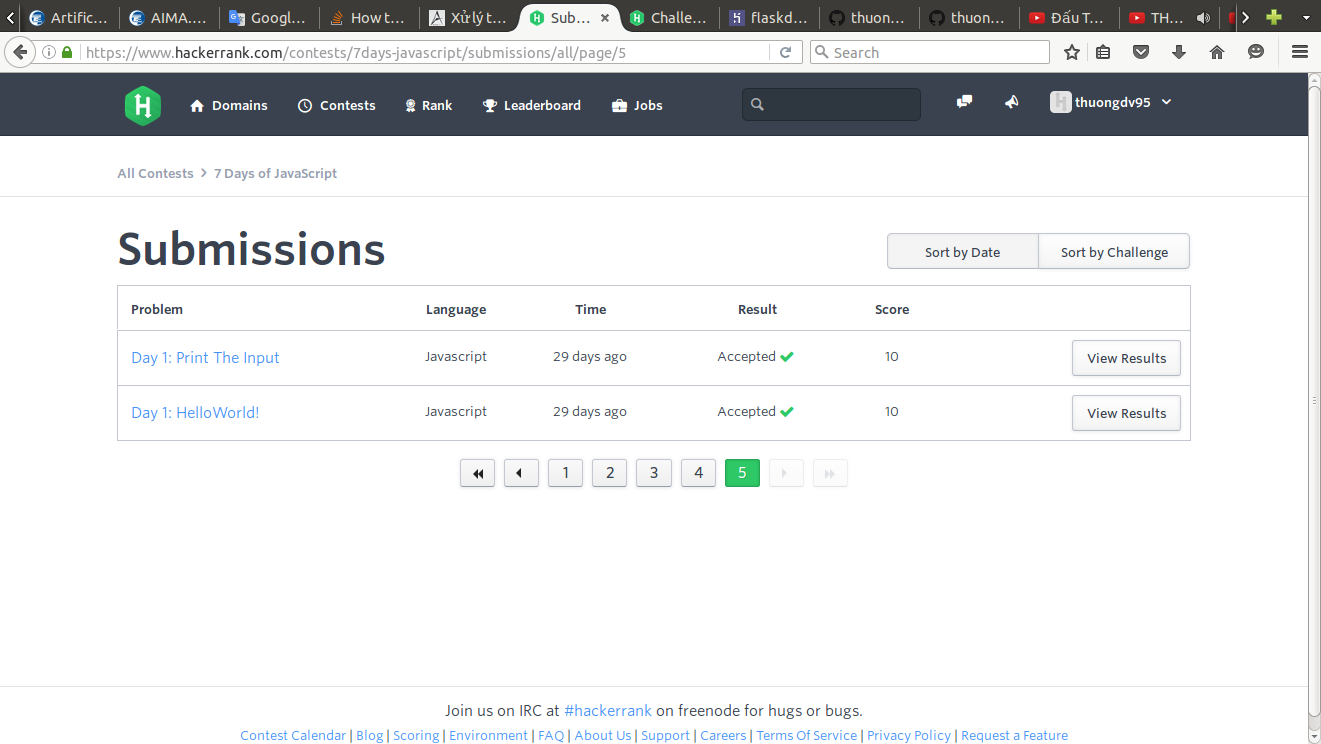 Artific... AIMA.... Googl... How t... Xử lý t... Sub... Challe... flaskd... thuon... thuon... Đấu T... TH...
https://www.hackerrank.com/contests/7days-javascript/submissions/all/page/5 Search
H Domains Contests Rank Leaderboard Jobs thuongdv95
All Contests > 7 Days of JavaScript
Submissions
Sort by Date Sort by Challenge
Problem Language Time Result Score
Day 1: Print The Input Javascript 29 days ago Accepted 10 View Results
Day 1: HelloWorld! Javascript 29 days ago Accepted 10 View Results
1 2 3 4 5
Join us on IRC at #hackerrank on freenode for hugs or bugs.
Contest Calendar | Blog | Scoring | Environment | FAQ | About Us | Support | Careers | Terms Of Service | Privacy Policy | Request a Feature